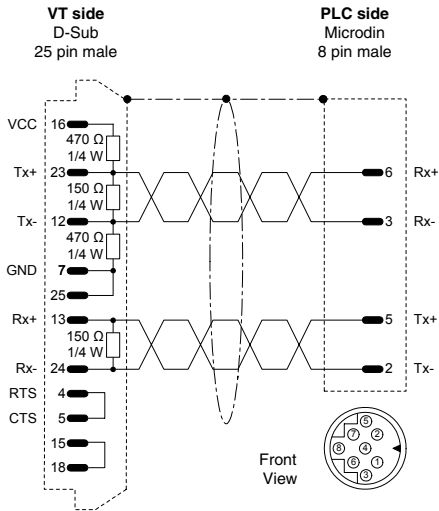 VT side
D-Sub
25 pin male
PLC side
Microdin
8 pin male
VCC 16
470 Ω
1/4 W
Tx+ 23
150 Ω
1/4 W
Tx- 12
470 Ω
1/4 W
GND 7
25
Rx+ 13
150 Ω
1/4 W
Rx- 24
RTS 4
CTS 5
15
18
6 Rx+
3 Rx-
5 Tx+
2 Tx-
Front
View
5
7 2
8 4
6 1
3